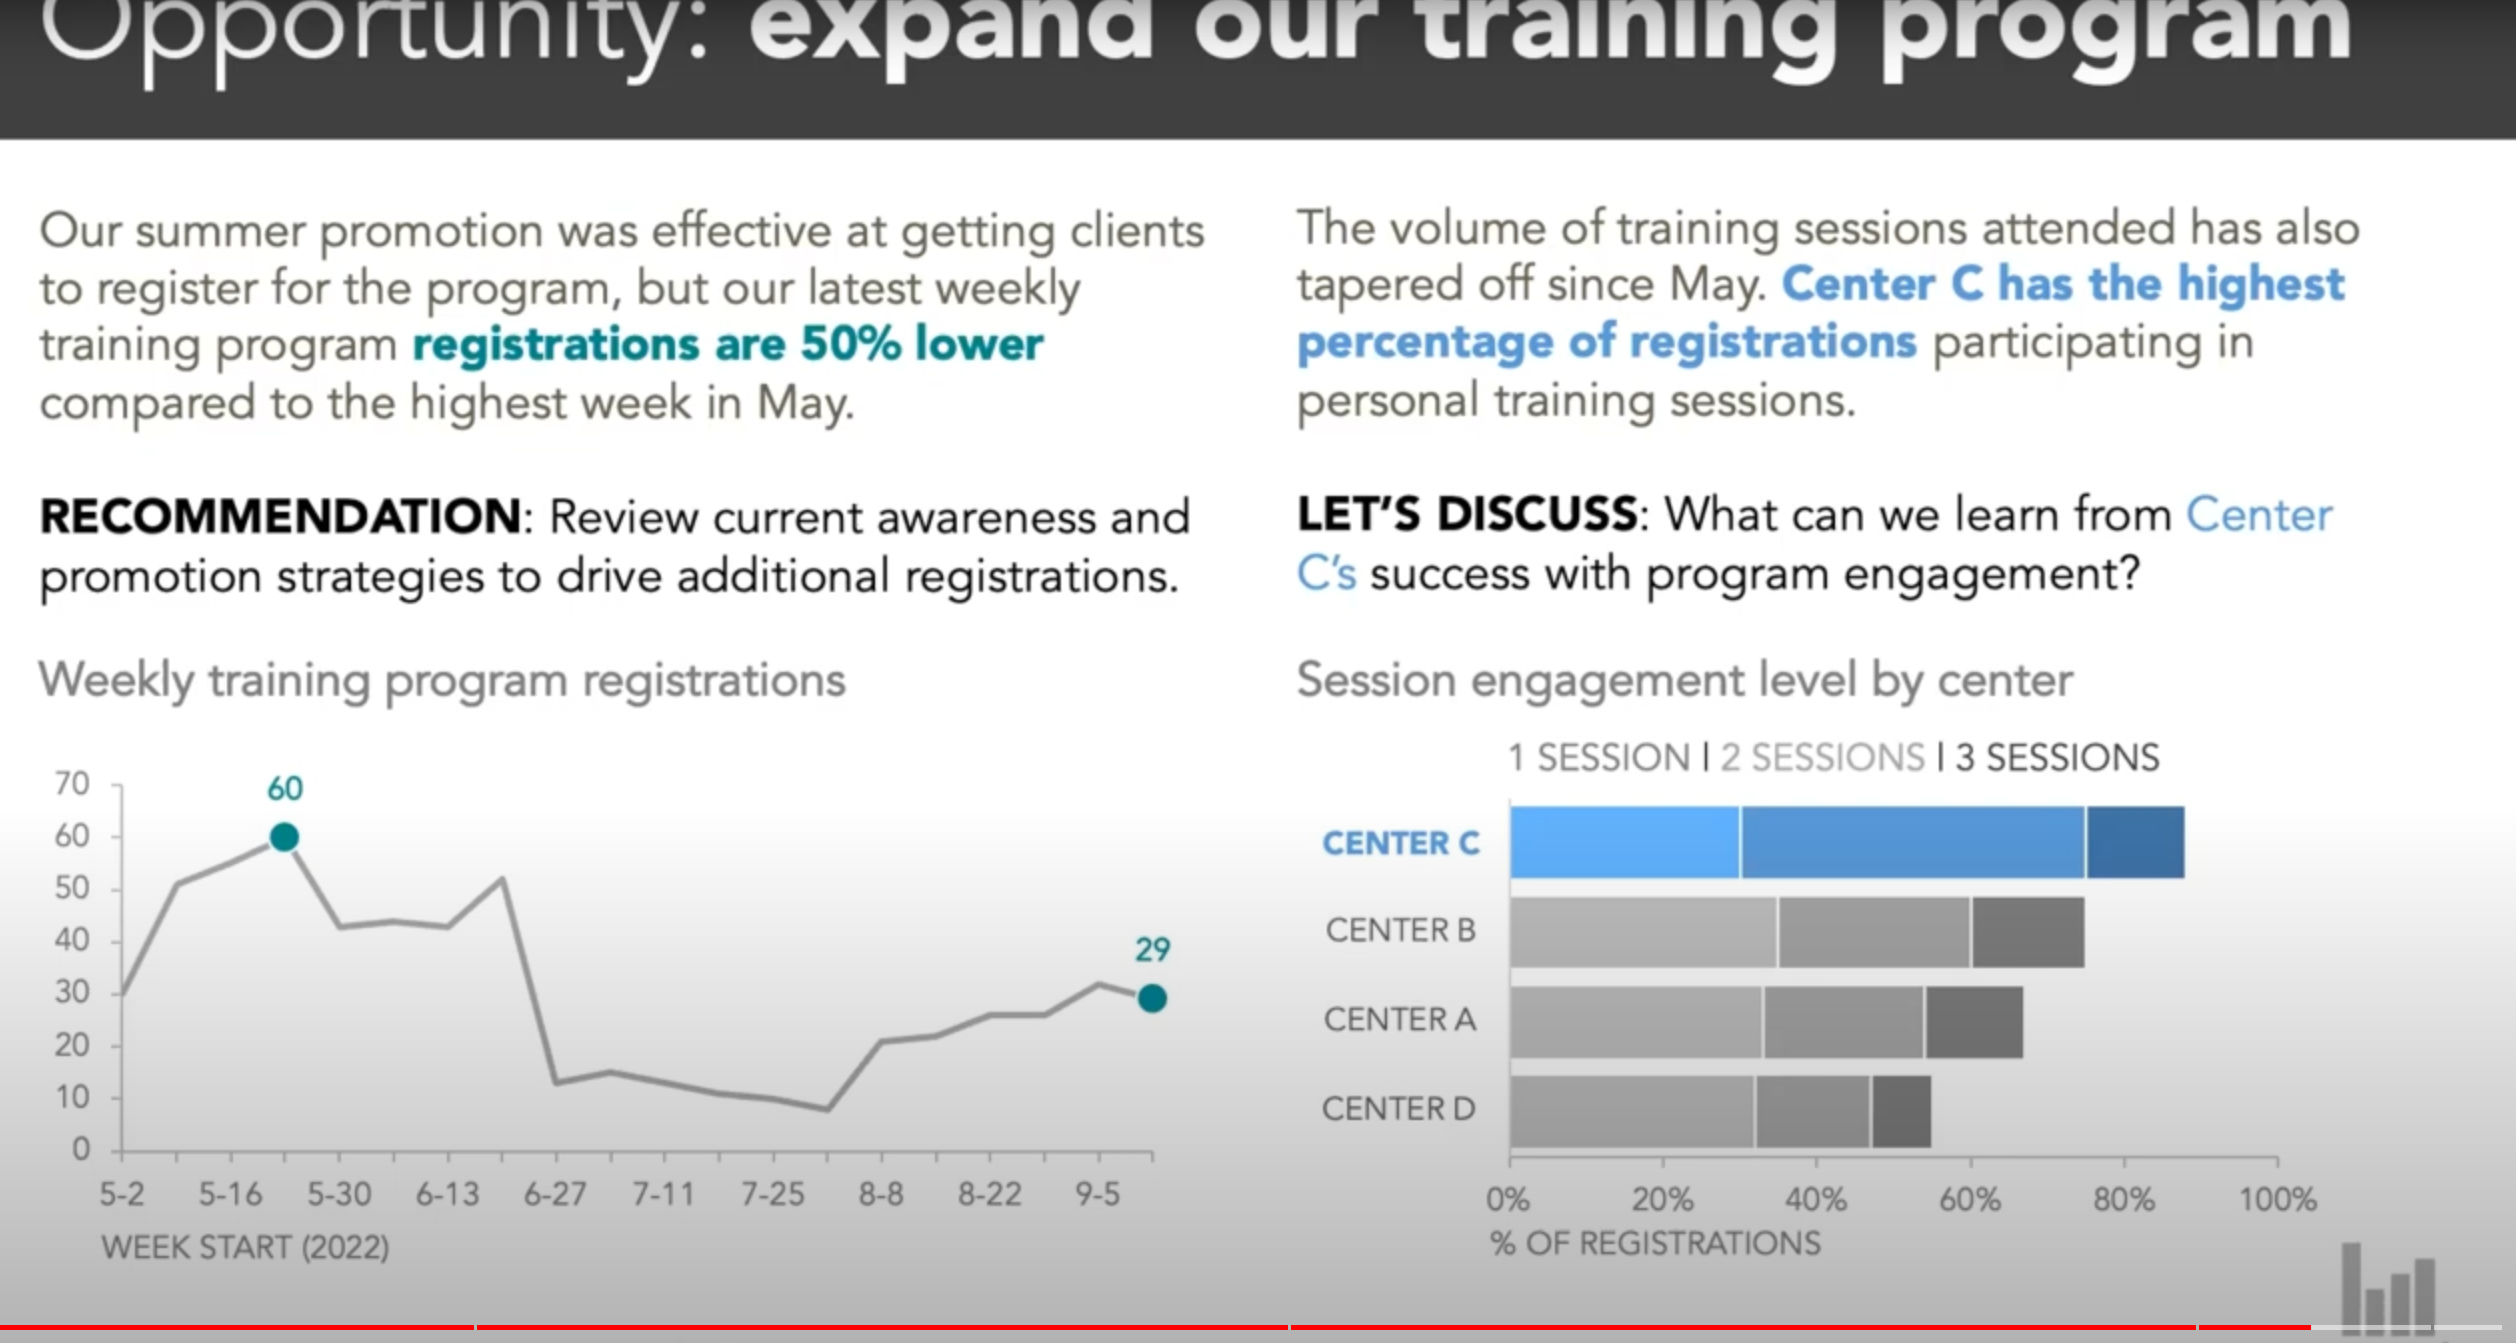 Opportunity: expand our training program
Our summer promotion was effective at getting clients
to register for the program, but our latest weekly
training program registrations are 50% lower
compared to the highest week in May.
RECOMMENDATION: Review current awareness and
promotion strategies to drive additional registrations.
Weekly training program registrations
70
60
50
40
30
20
10
0
60
29
5-2 5-16 5-30 6-13 6-27 7-11 7-25 8-8 8-22 9-5
WEEK START (2022)
The volume of training sessions attended has also
tapered off since May. Center C has the highest
percentage of registrations participating in
personal training sessions.
LET'S DISCUSS: What can we learn from Center
C's success with program engagement?
Session engagement level by center
1 SESSION | 2 SESSIONS | 3 SESSIONS
CENTER C
CENTER B
CENTER A
CENTER D
0% 20% 40% 60% 80% 100%
% OF REGISTRATIONS